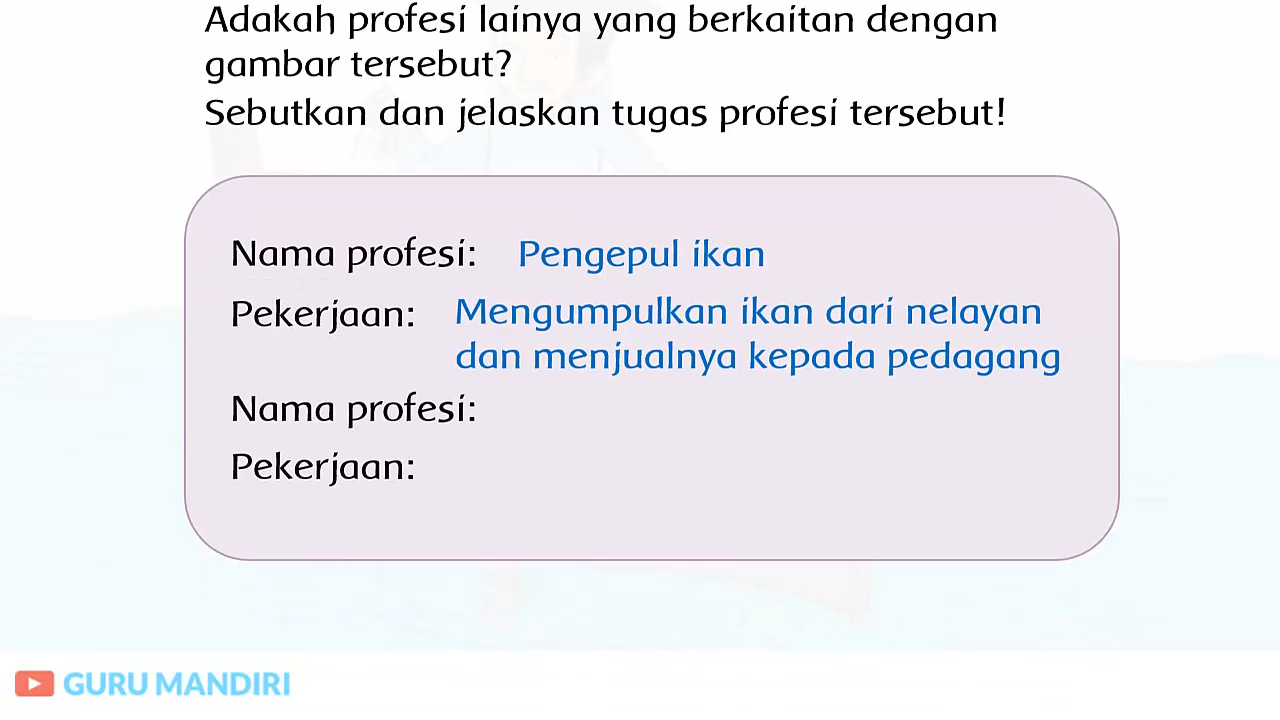 Adakah profesi lainya yang berkaitan dengan
gambar tersebut?
Sebutkan dan jelaskan tugas profesi tersebut!
Nama profesi: Pengepul ikan
Pekerjaan: Mengumpulkan ikan dari nelayan
dan menjualnya kepada pedagang
Nama profesi:
Pekerjaan:
GURU MANDIRI